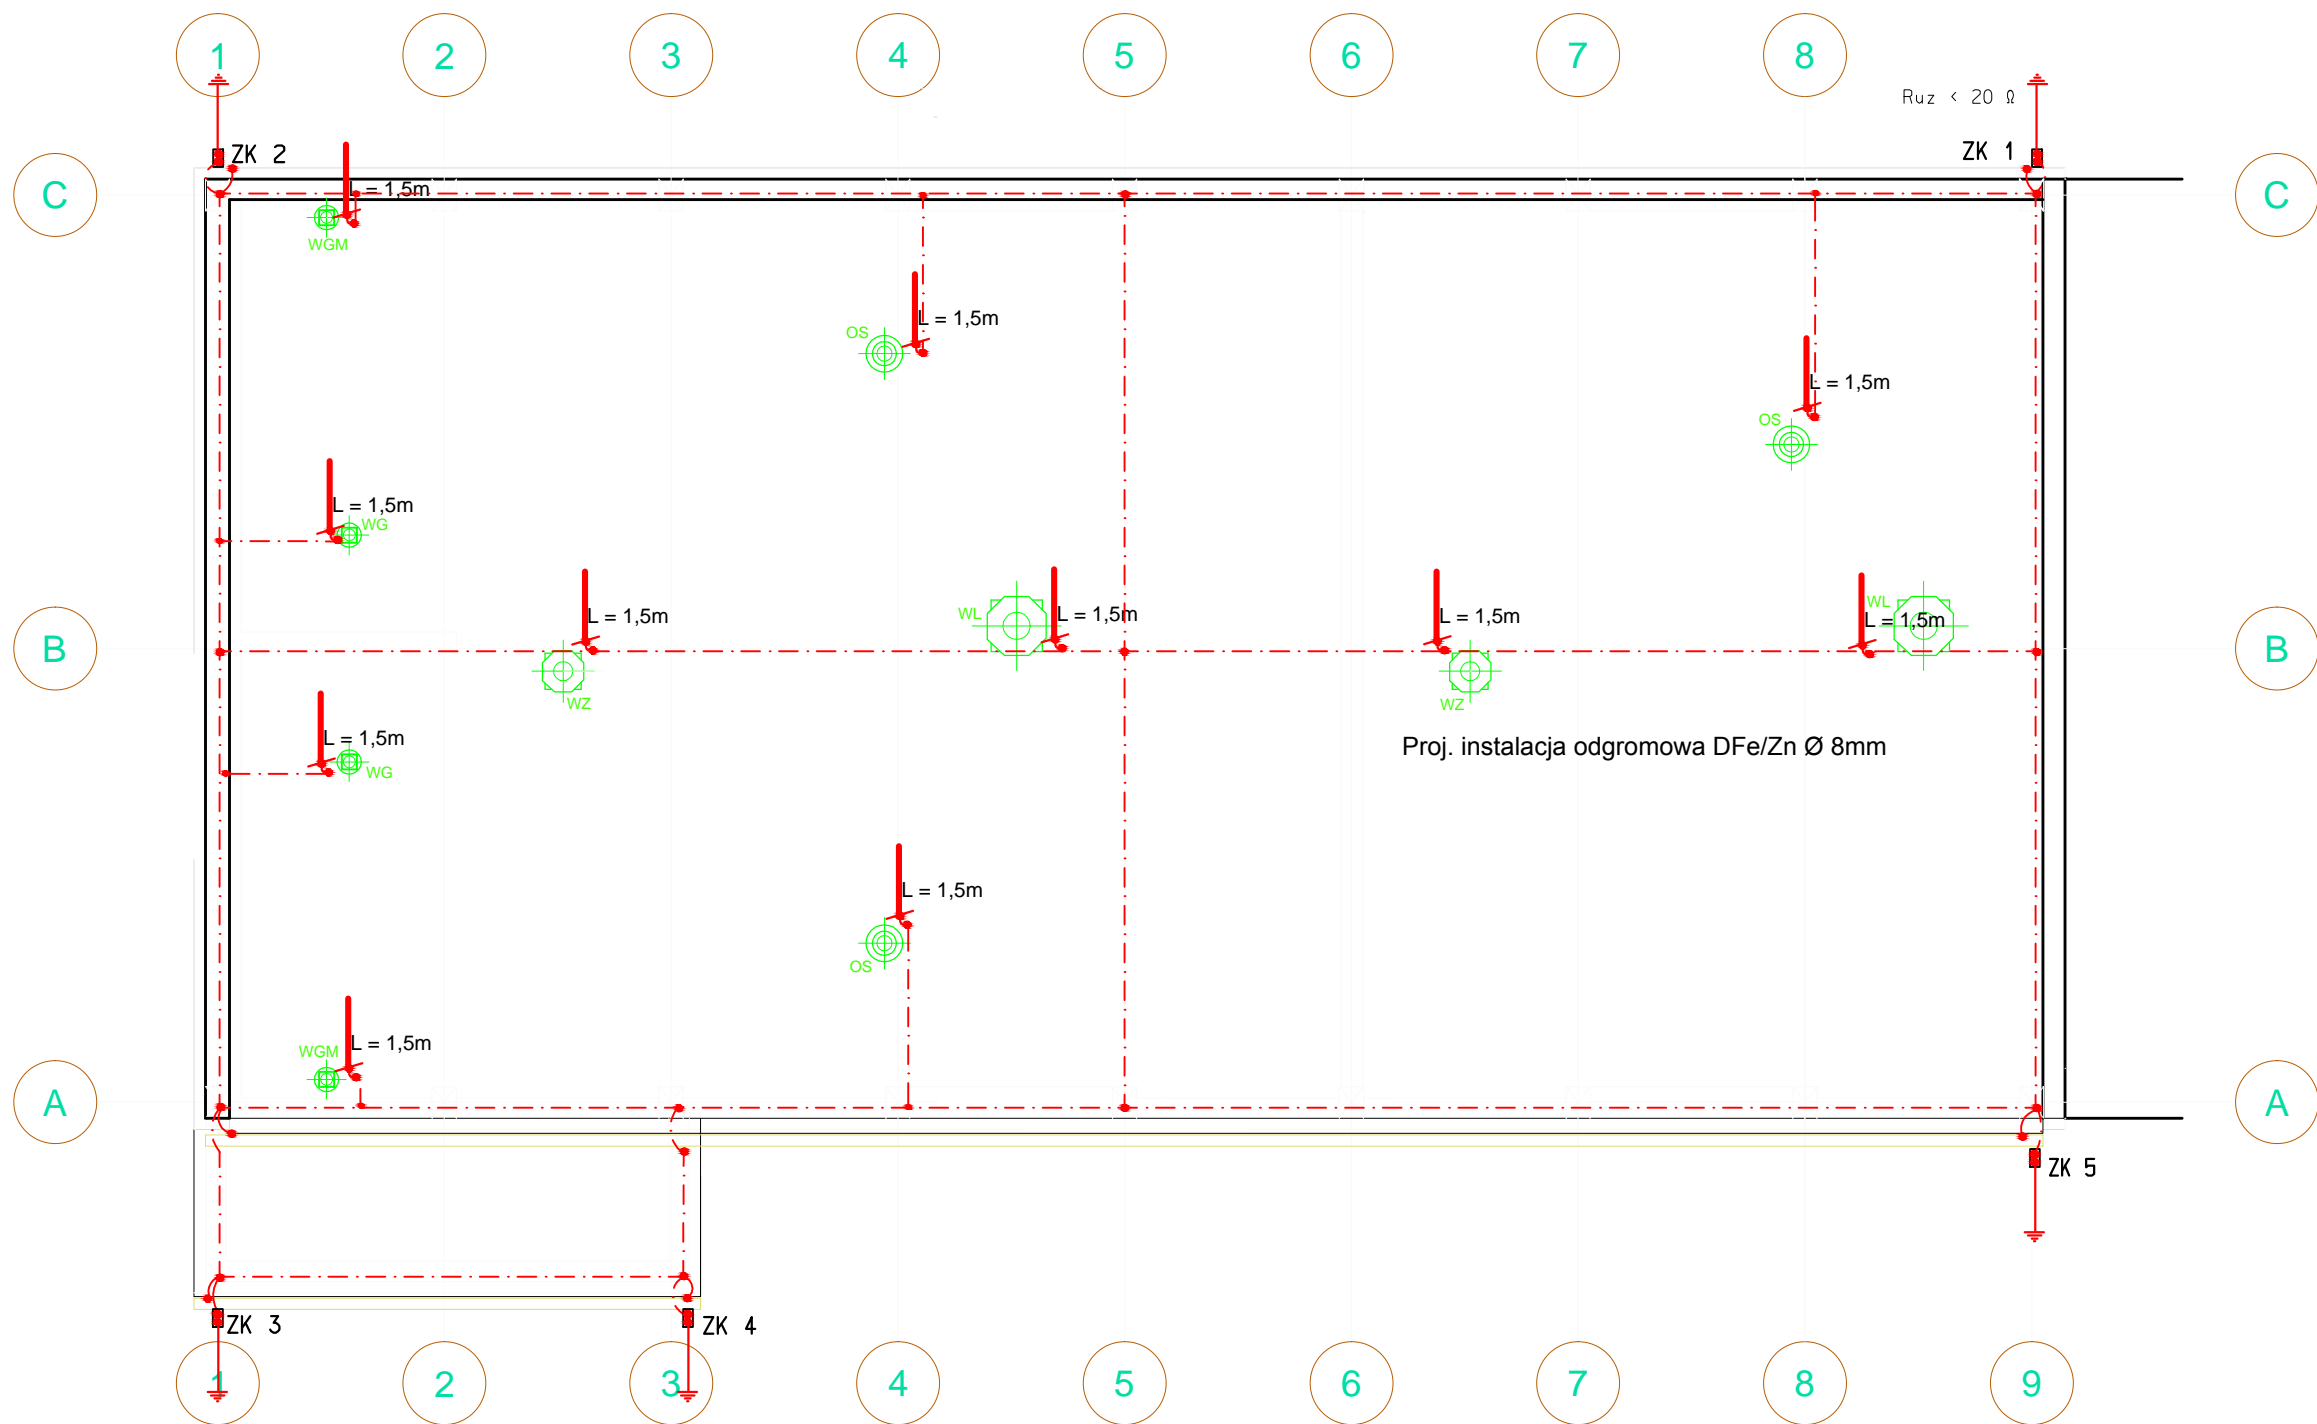 1 2 3 4 5 6 7 8
Ruz < 20 Ω
ZK 2
ZK 1
C
C
L = 1,5m
WGM
OS
L = 1,5m
L = 1,5m
OS
L = 1,5m
WG
L = 1,5m
WL
L = 1,5m
L = 1,5m
WL
L = 1,5m
B
B
WZ
WZ
L = 1,5m
WG
Proj. instalacja odgromowa DFe/Zn Ø 8mm
L = 1,5m
OS
WGM
L = 1,5m
A
A
ZK 5
ZK 3
ZK 4
1 2 3 4 5 6 7 8 9